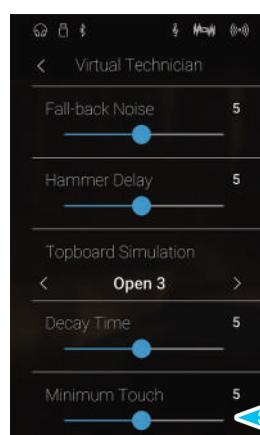 Virtual Technician
Fall-back Noise 5
Hammer Delay 5
Topboard Simulation
Open 3
Decay Time 5
Minimum Touch 5